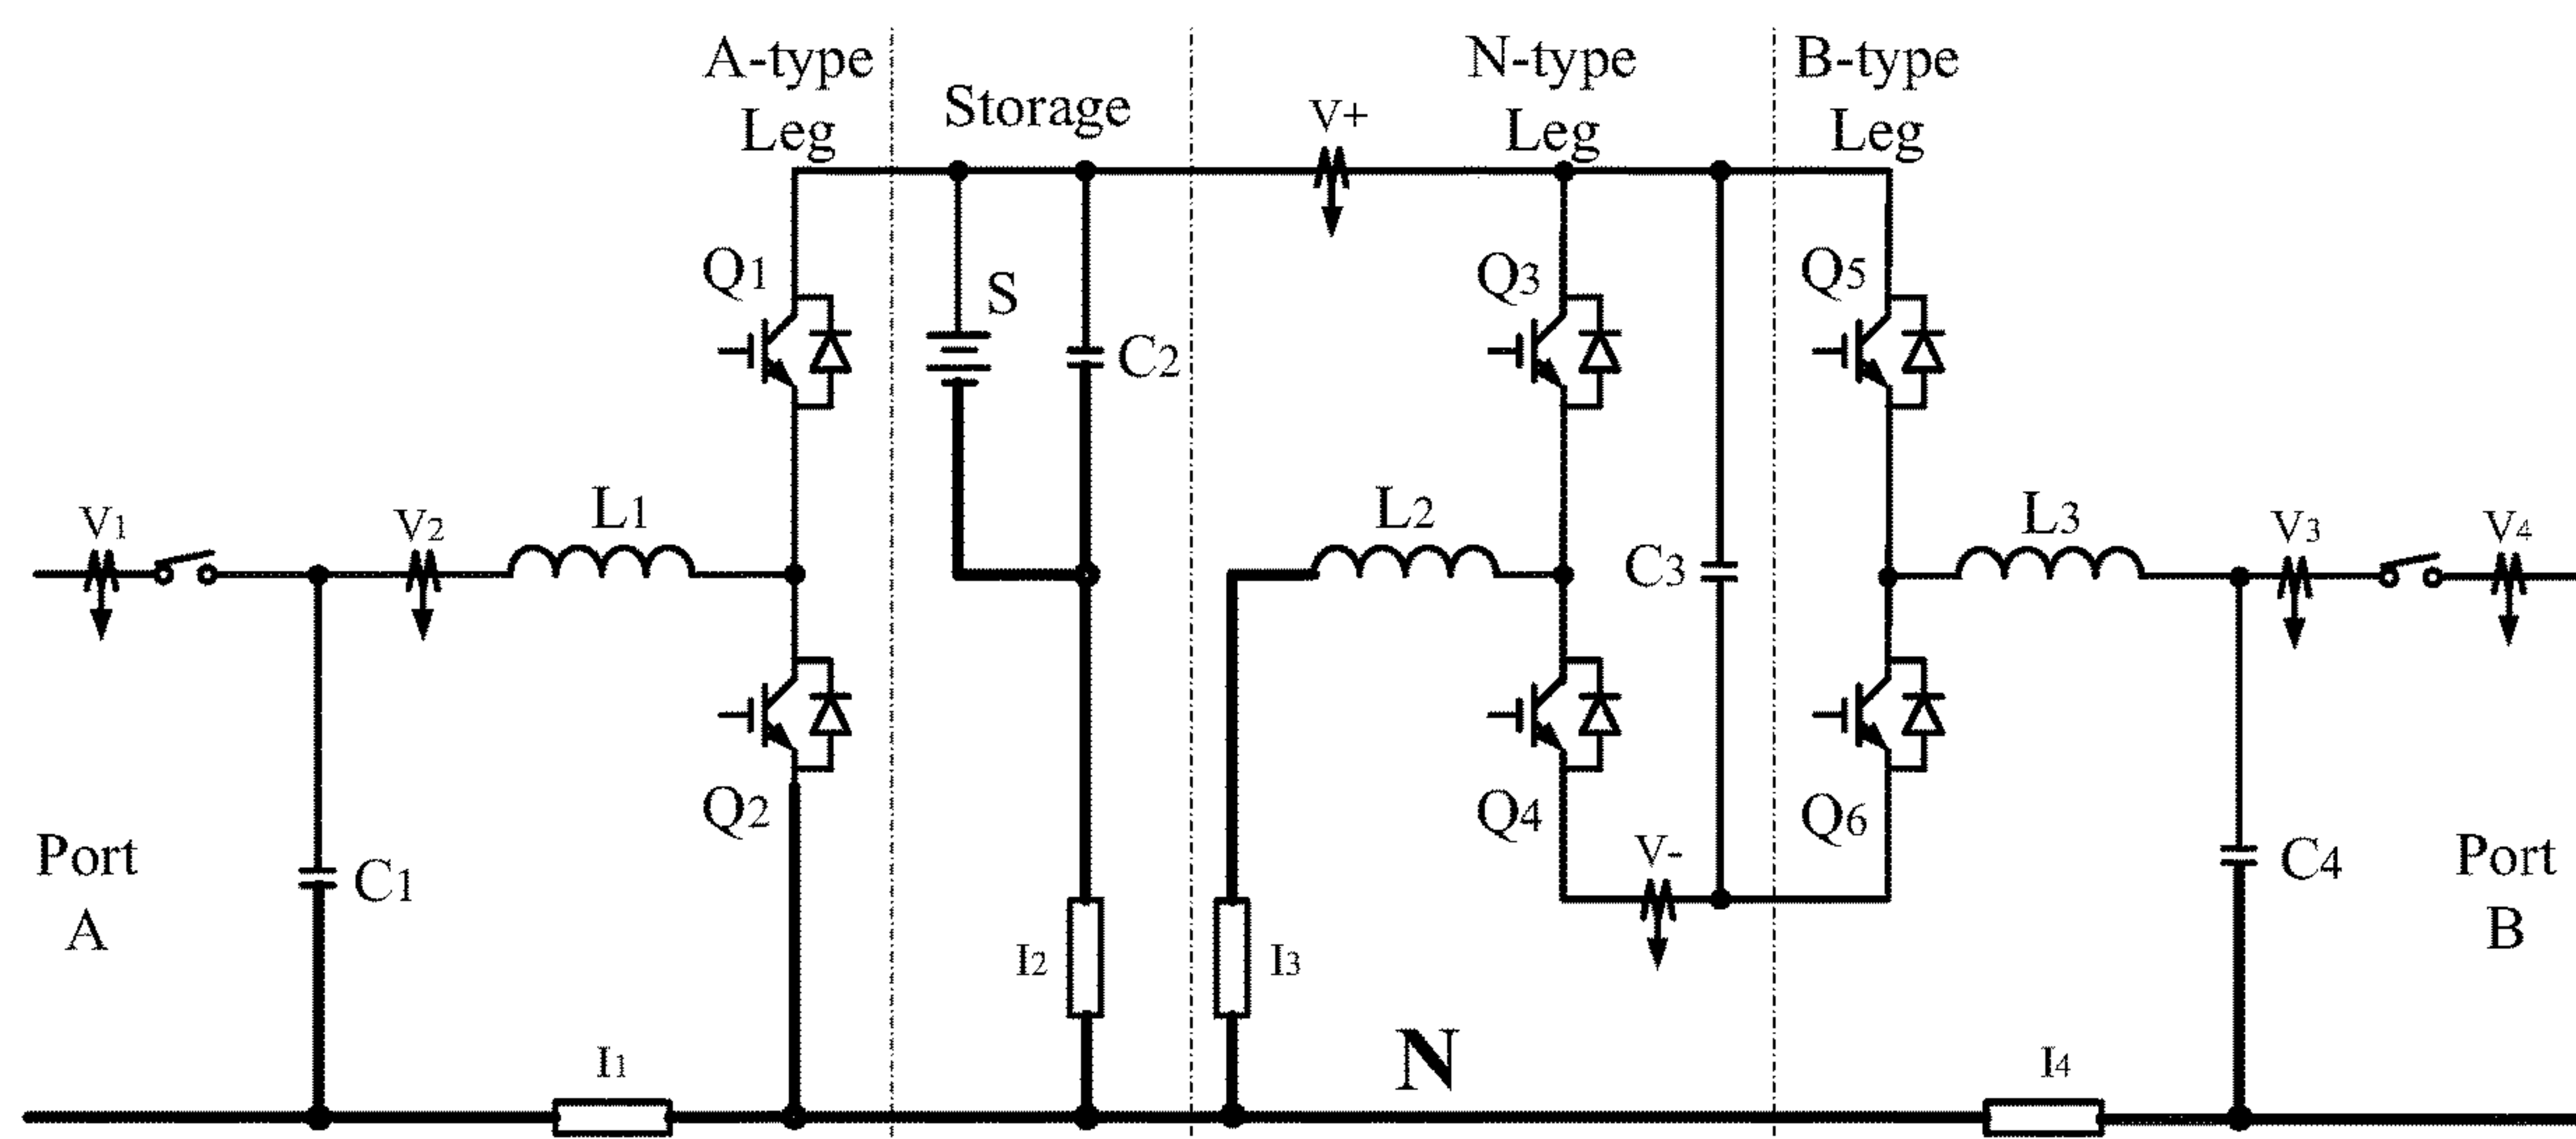 A-type
Leg
Storage
N-type
Leg
B-type
Leg
V+
Q1
S
C2
Q3
Q5
V1
V2
L1
L2
C3
L3
V3
V4
Q2
Q4
V-
Q6
Port
A
C1
C4
Port
B
I2
I3
N
I1
I4